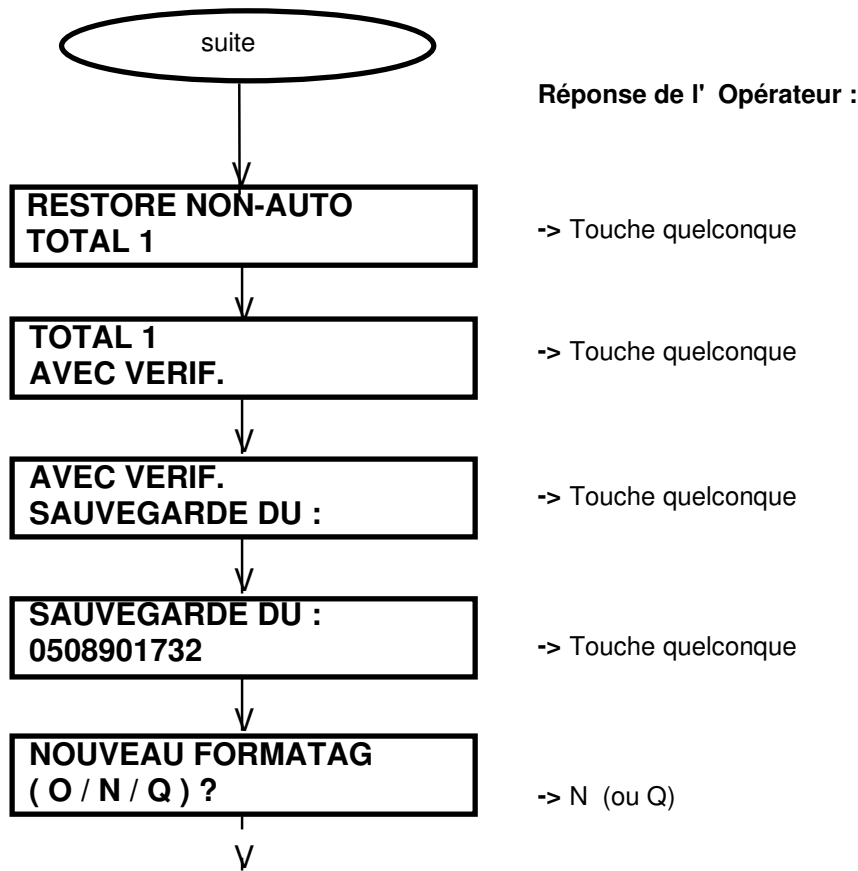 suite
Réponse de l' Opérateur :
RESTORE NON-AUTO
TOTAL 1
-> Touche quelconque
TOTAL 1
AVEC VERIF.
-> Touche quelconque
AVEC VERIF.
SAUVEGARDE DU :
-> Touche quelconque
SAUVEGARDE DU :
0508901732
-> Touche quelconque
NOUVEAU FORMATAG
( O / N / Q ) ?
-> N (ou Q)